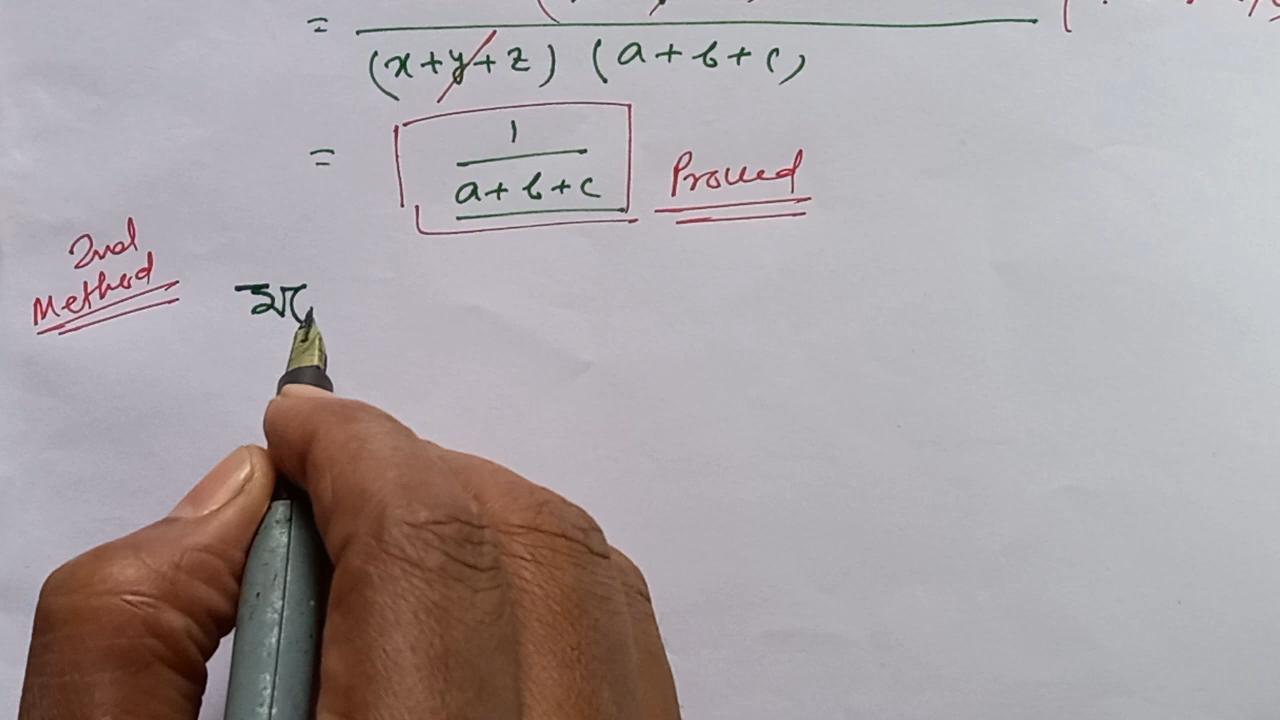 =
(x+y+z) (a+b+c)
= 1
a+b+c
Proved
2nd
Method